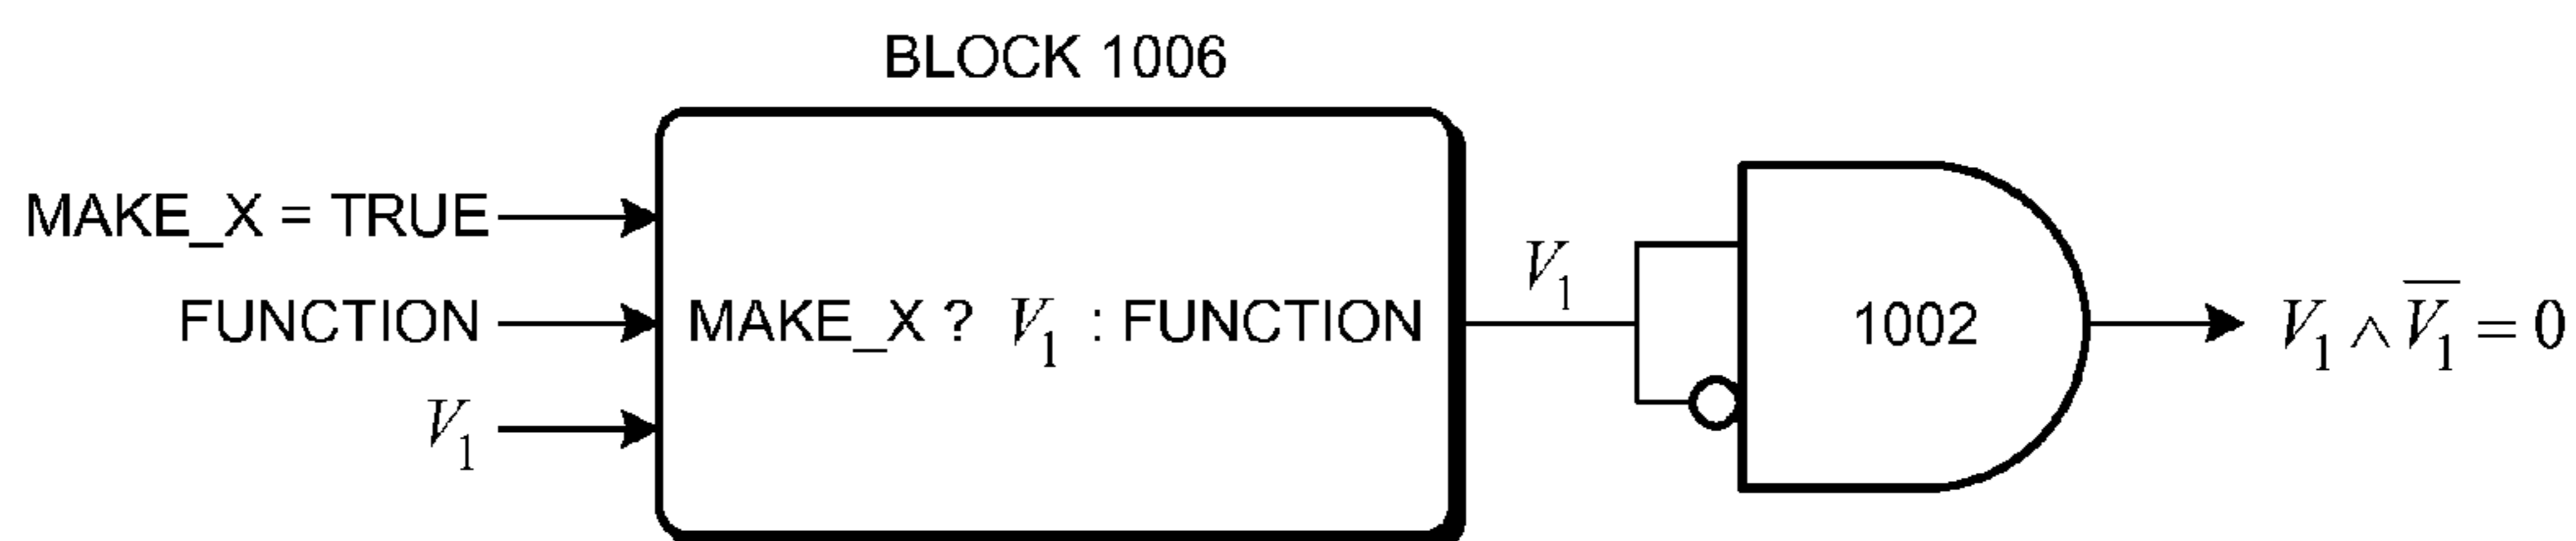 BLOCK 1006
MAKE_X = TRUE
FUNCTION
V₁
MAKE_X ? V₁ : FUNCTION
V₁
1002
V₁ ∧ V̅₁ = 0